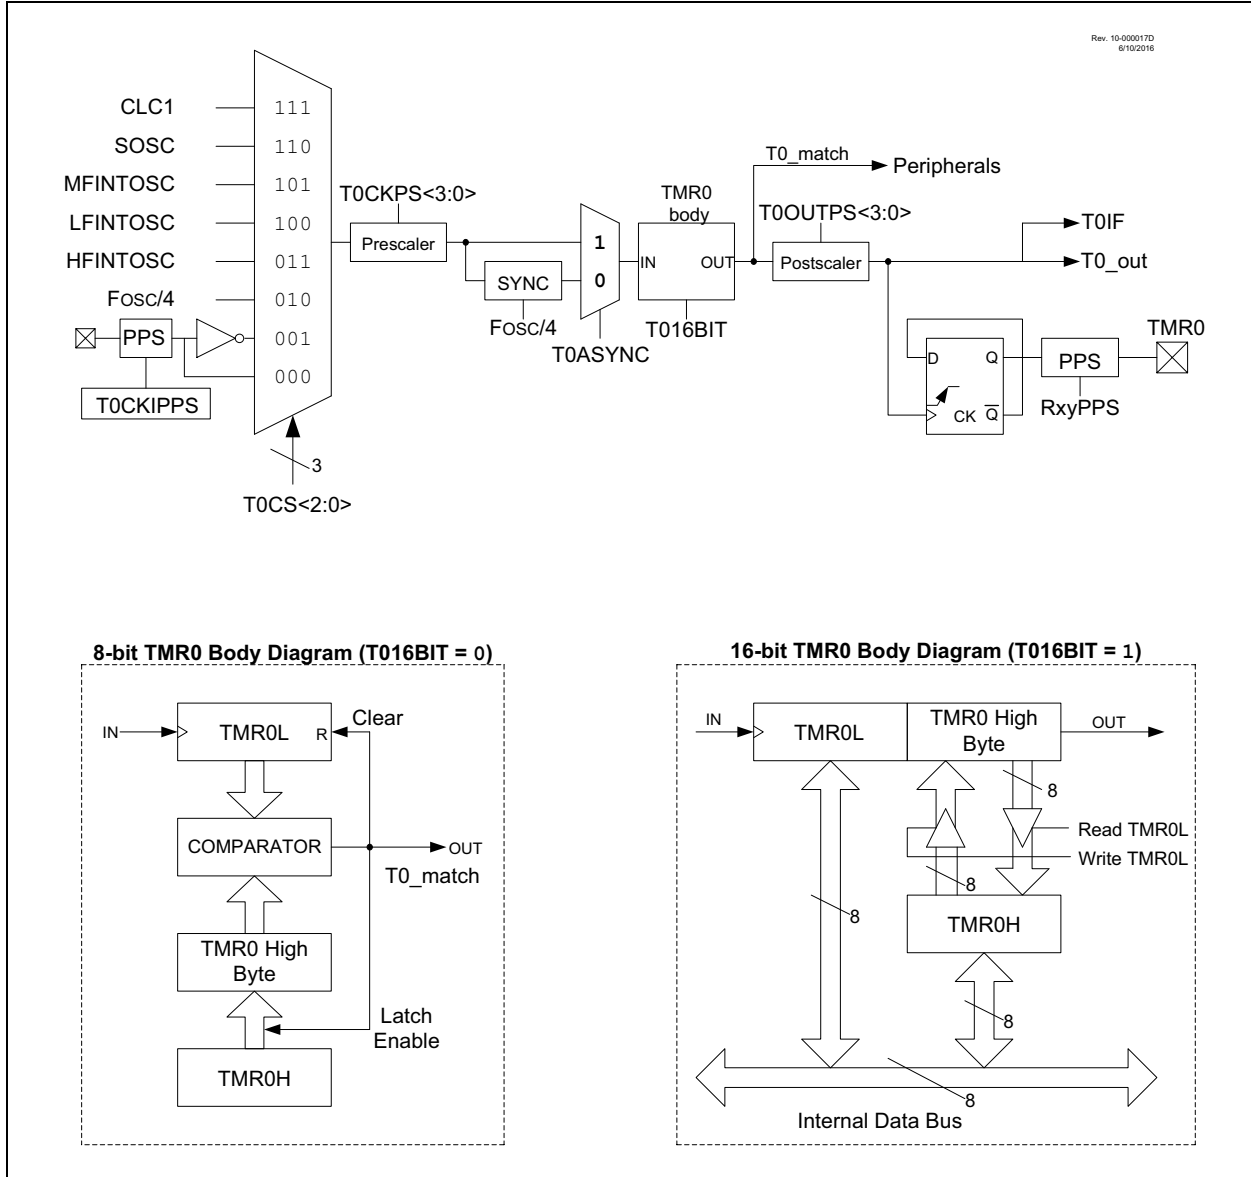 Rev. 10-000017D
6/10/2016
CLC1
111
SOSC
110
MFINTOSC
101
LFINTOSC
100
HFINTOSC
011
FOSC/4
010
PPS
001
000
T0CKIPPS
3
T0CS<2:0>
T0CKPS<3:0>
Prescaler
SYNC
FOSC/4
1
0
T0ASYNC
TMR0
body
IN
OUT
T016BIT
T0_match
Peripherals
T0OUTPS<3:0>
Postscaler
T0IF
T0_out
D
Q
CK
Q
PPS
RxyPPS
TMR0
8-bit TMR0 Body Diagram (T016BIT = 0)
IN
TMR0L
R
Clear
COMPARATOR
OUT
T0_match
TMR0 High
Byte
Latch
Enable
TMR0H
16-bit TMR0 Body Diagram (T016BIT = 1)
IN
TMR0L
TMR0 High
Byte
OUT
8
Read TMR0L
Write TMR0L
8
8
TMR0H
8
8
Internal Data Bus